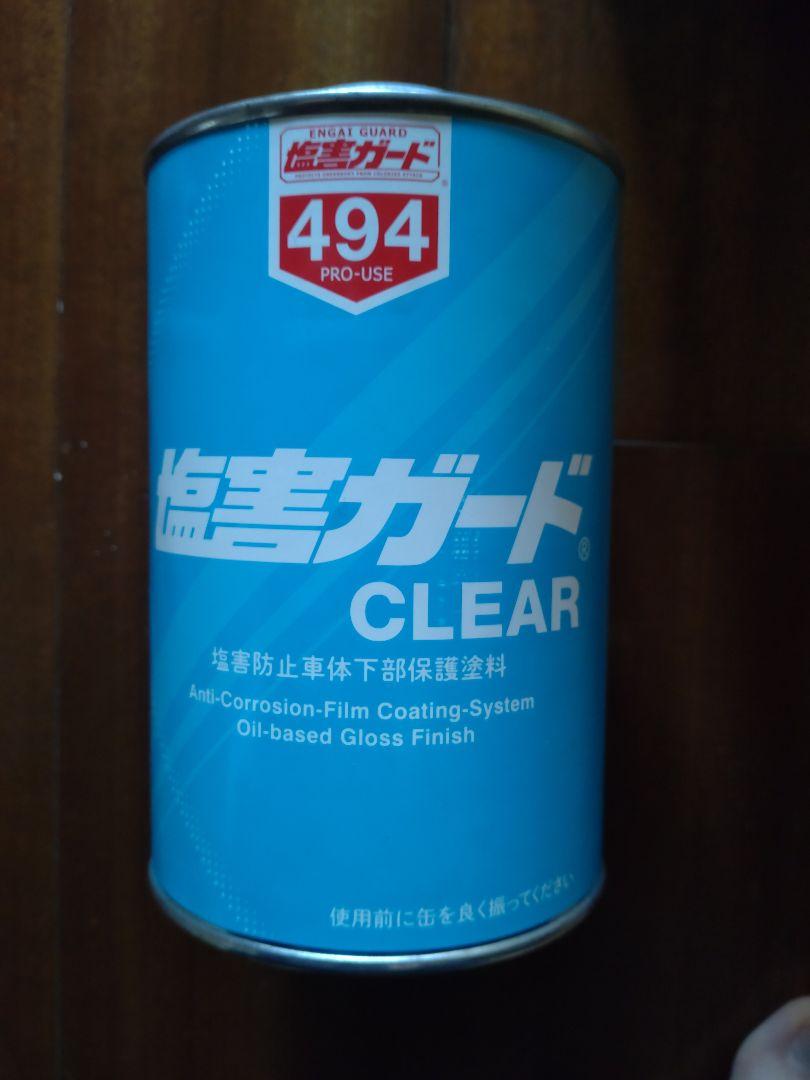 ENGAI GUARD
塩害ガード®
494
PRO-USE
塩害ガード®
CLEAR
塩害防止車体下部保護塗料
Anti-Corrosion-Film Coating-System
Oil-based Gloss Finish
使用前に缶を良く振ってください